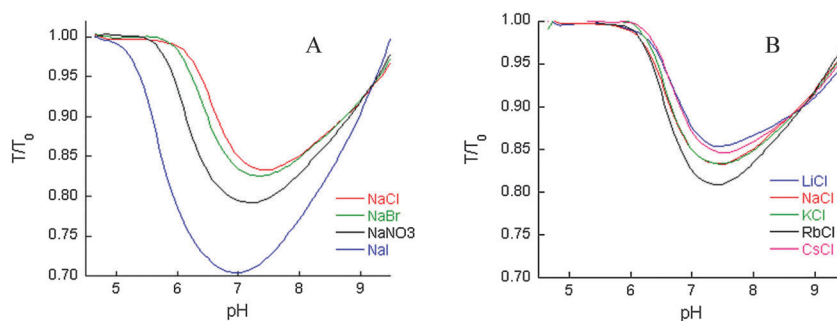 A
T/T0
1.00
0.95
0.90
0.85
0.80
0.75
0.70
NaCl
NaBr
NaNO3
NaI
5 6 7 8 9
pH
B
T/T0
1.00
0.95
0.90
0.85
0.80
0.75
0.70
LiCl
NaCl
KCl
RbCl
CsCl
5 6 7 8 9
pH